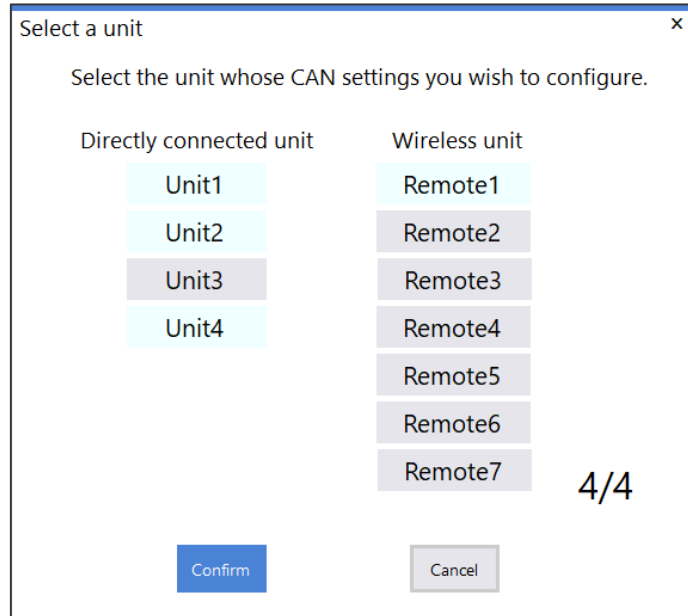 Select a unit
x
Select the unit whose CAN settings you wish to configure.
Directly connected unit
Wireless unit
Unit1
Remote1
Unit2
Remote2
Unit3
Remote3
Unit4
Remote4
Remote5
Remote6
Remote7
4/4
Confirm
Cancel